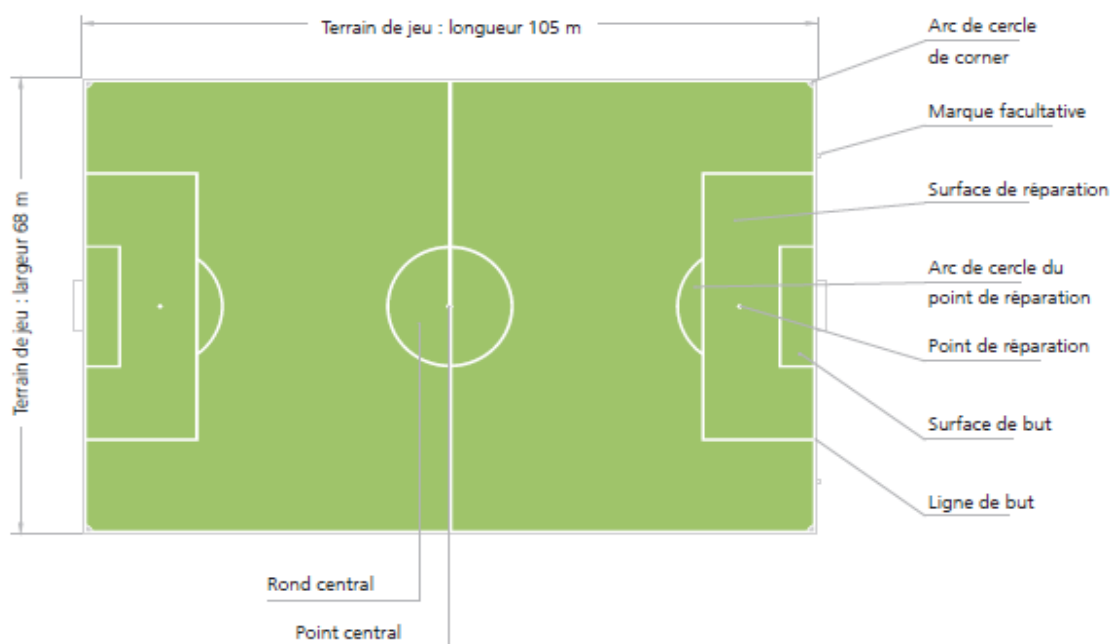 Terrain de jeu : longueur 105 m
Arc de cercle
de corner
Marque facultative
Terrain de jeu : largeur 68 m
Surface de réparation
Arc de cercle du
point de réparation
Point de réparation
Surface de but
Ligne de but
Rond central
Point central